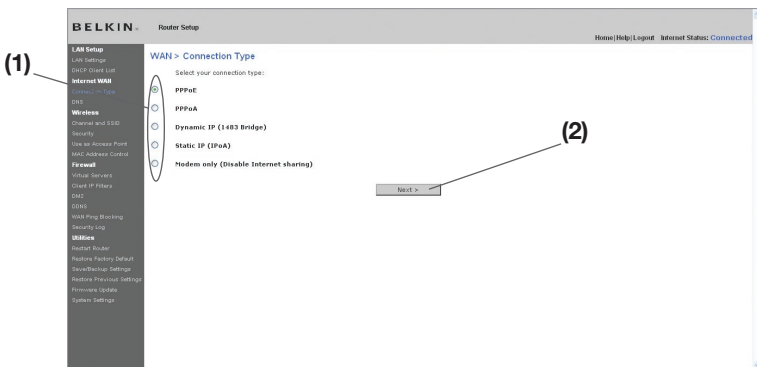 BELKIN
Router Setup
Home|Help|Logout Internet Status: Connected
(1)
LAN Setup
LAN Settings
DHCP Client List
Internet WAN
Connection Type
DNS
Wireless
Channel and SSID
Security
Use as Access Point
MAC Address Control
Firewall
Virtual Servers
Client IP Filters
DMZ
DDNS
WAN Ping Blocking
Security Log
Utilities
Restart Router
Restore Factory Default
Save/Backup Settings
Restore Previous Settings
Firmware Update
System Settings
WAN > Connection Type
Select your connection type:
PPPoE
PPPoA
Dynamic IP (1483 Bridge)
Static IP (IPoA)
Modem only (Disable Internet sharing)
(2)
Next >